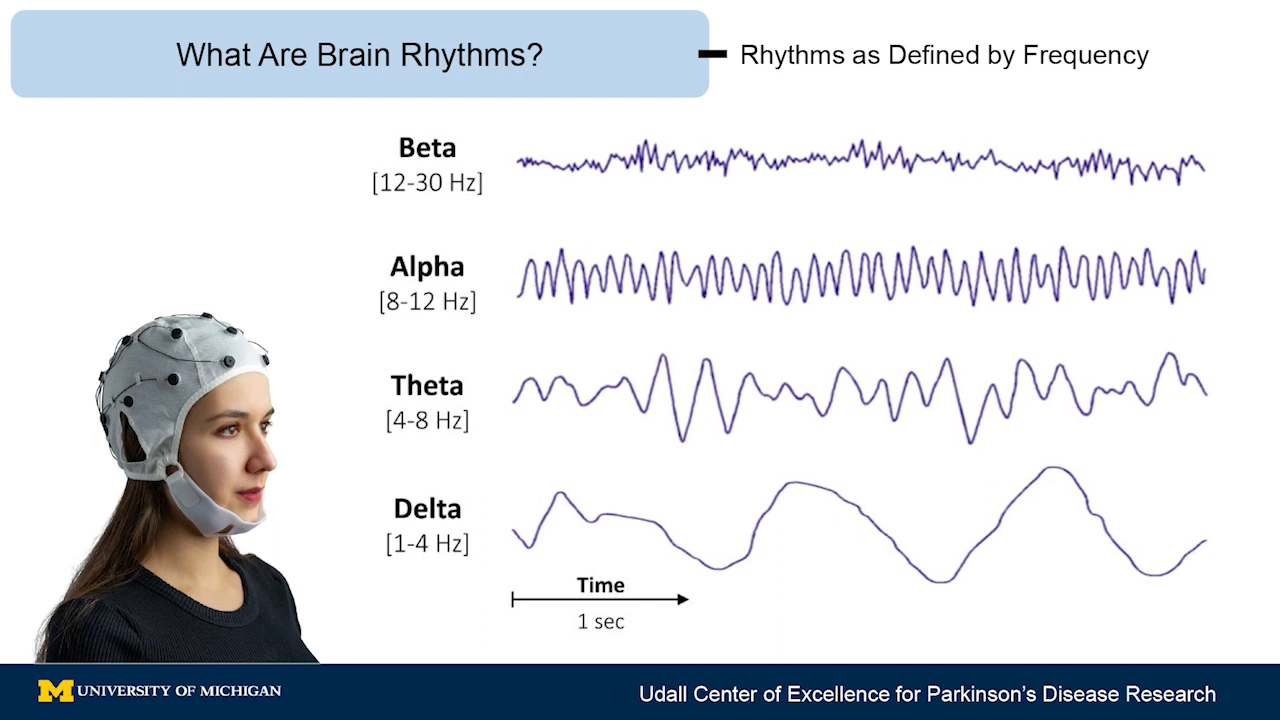 What Are Brain Rhythms?
Rhythms as Defined by Frequency
Beta
[12-30 Hz]
Alpha
[8-12 Hz]
Theta
[4-8 Hz]
Delta
[1-4 Hz]
Time
1 sec
M UNIVERSITY OF MICHIGAN
Udall Center of Excellence for Parkinson’s Disease Research